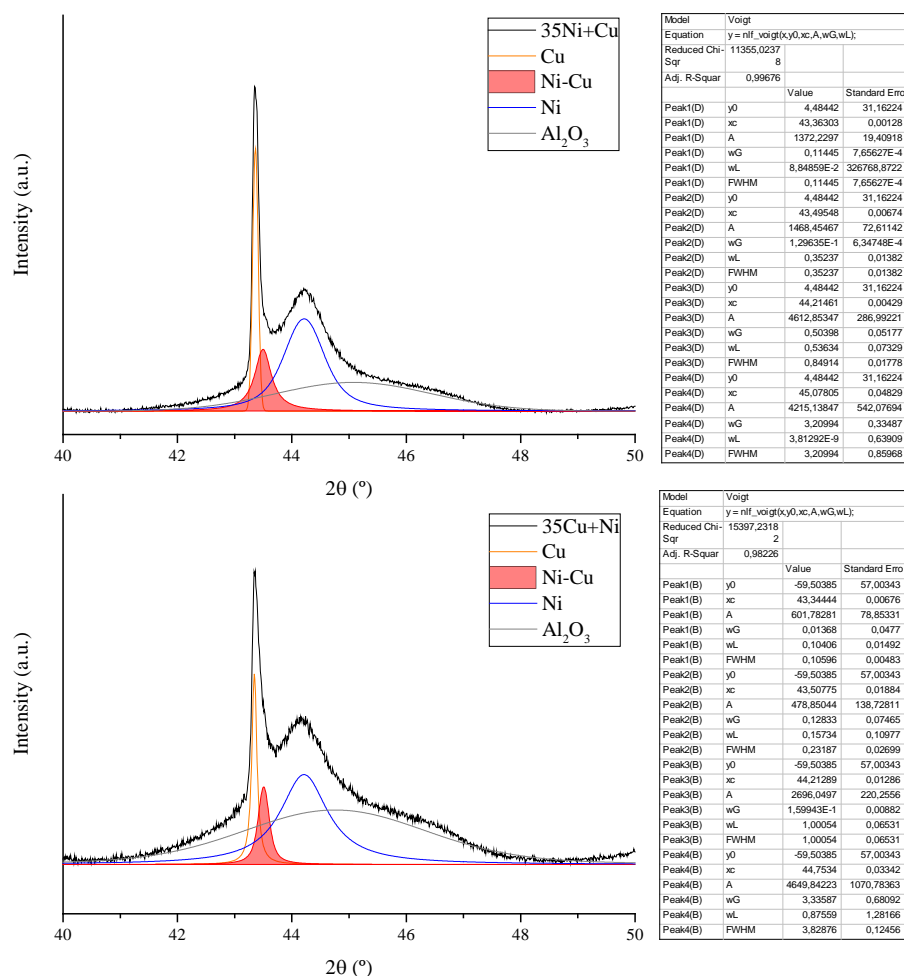 35Ni+Cu
Cu
Ni-Cu
Ni
Al2O3
Intensity (a.u.)
40 42 44 46 48 50
2θ (º)
Model Voigt
Equation y = nlf_voigt(x,y0,xc,A,wG,wL);
Reduced Chi-Sqr 11355,02378
Adj. R-Squar 0,99676
Value Standard Erro
Peak1(D) y0 4,48442 31,16224
Peak1(D) xc 43,36303 0,00128
Peak1(D) A 1372,2297 19,40918
Peak1(D) wG 0,11445 7,65627E-4
Peak1(D) wL 8,84859E-2 326768,8722
Peak1(D) FWHM 0,11445 7,65627E-4
Peak2(D) y0 4,48442 31,16224
Peak2(D) xc 43,49548 0,00674
Peak2(D) A 1468,45467 72,61142
Peak2(D) wG 1,29635E-1 6,34748E-4
Peak2(D) wL 0,35237 0,01382
Peak2(D) FWHM 0,35237 0,01382
Peak3(D) y0 4,48442 31,16224
Peak3(D) xc 44,21461 0,00429
Peak3(D) A 4612,85347 286,99221
Peak3(D) wG 0,50398 0,05177
Peak3(D) wL 0,53634 0,07329
Peak3(D) FWHM 0,84914 0,01778
Peak4(D) y0 4,48442 31,16224
Peak4(D) xc 45,07805 0,04829
Peak4(D) A 4215,13847 542,07694
Peak4(D) wG 3,20994 0,33487
Peak4(D) wL 3,81292E-9 0,63909
Peak4(D) FWHM 3,20994 0,85968
35Cu+Ni
Cu
Ni-Cu
Ni
Al2O3
Intensity (a.u.)
40 42 44 46 48 50
2θ (º)
Model Voigt
Equation y = nlf_voigt(x,y0,xc,A,wG,wL);
Reduced Chi-Sqr 15397,23182
Adj. R-Squar 0,98226
Value Standard Erro
Peak1(B) y0 -59,50385 57,00343
Peak1(B) xc 43,34444 0,00676
Peak1(B) A 601,78281 78,85331
Peak1(B) wG 0,01368 0,0477
Peak1(B) wL 0,10406 0,01492
Peak1(B) FWHM 0,10596 0,00483
Peak2(B) y0 -59,50385 57,00343
Peak2(B) xc 43,50775 0,01884
Peak2(B) A 478,85044 138,72811
Peak2(B) wG 0,12833 0,07465
Peak2(B) wL 0,15734 0,10977
Peak2(B) FWHM 0,23187 0,02699
Peak3(B) y0 -59,50385 57,00343
Peak3(B) xc 44,21289 0,01286
Peak3(B) A 2696,0497 220,2556
Peak3(B) wG 1,59943E-1 0,00882
Peak3(B) wL 1,00054 0,06531
Peak3(B) FWHM 1,00054 0,06531
Peak4(B) y0 -59,50385 57,00343
Peak4(B) xc 44,7534 0,03342
Peak4(B) A 4649,84223 1070,78363
Peak4(B) wG 3,33587 0,68092
Peak4(B) wL 0,87559 1,28166
Peak4(B) FWHM 3,82876 0,12456